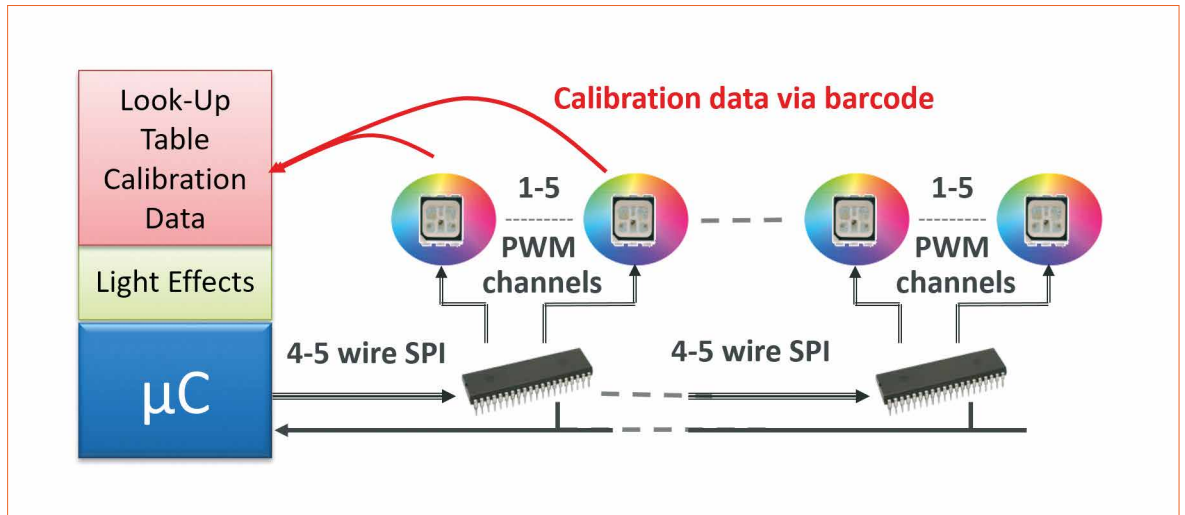 Look-Up
Table
Calibration
Data
Light Effects
µC
Calibration data via barcode
1-5
PWM
channels
1-5
PWM
channels
4-5 wire SPI
4-5 wire SPI